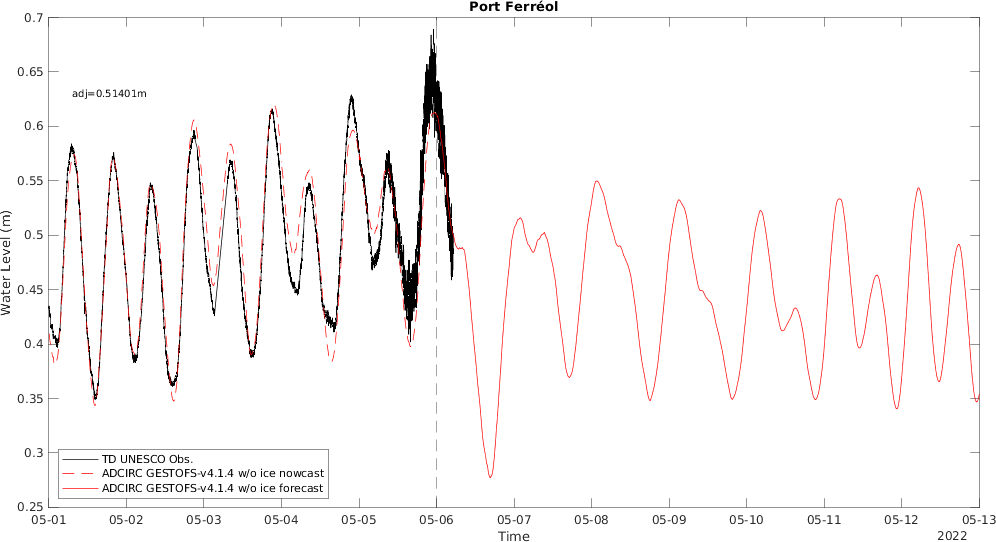 Port Ferréol
0.7
0.65
0.6
0.55
0.5
0.45
0.4
0.35
0.3
0.25
Water Level (m)
adj=0.51401m
TD UNESCO Obs.
ADCIRC GESTOFS-v4.1.4 w/o ice nowcast
ADCIRC GESTOFS-v4.1.4 w/o ice forecast
05-01 05-02 05-03 05-04 05-05 05-06 05-07 05-08 05-09 05-10 05-11 05-12 05-13
Time
2022